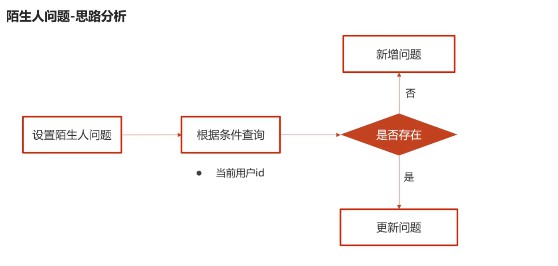 陌生人问题-思路分析
新增问题
否
设置陌生人问题
根据条件查询
是否存在
● 当前用户id
是
更新问题